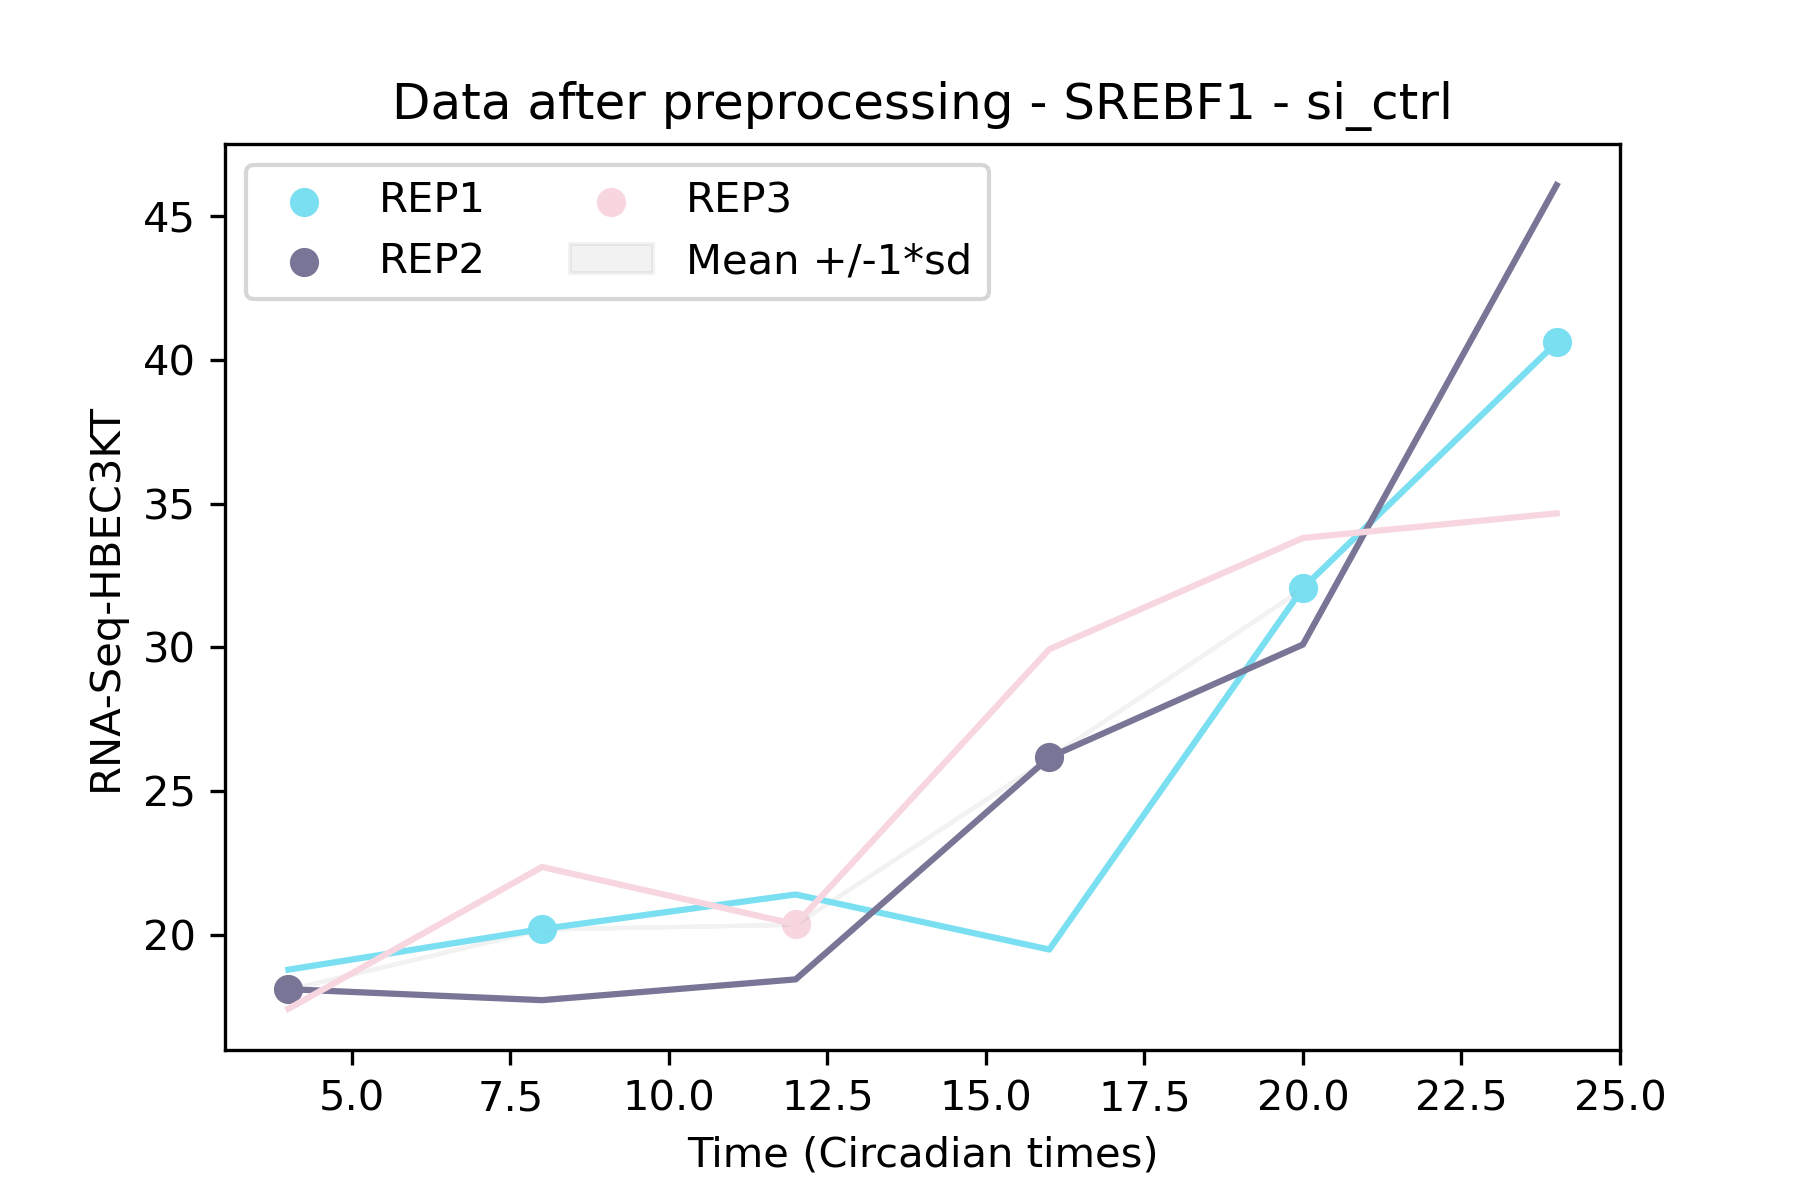 Data after preprocessing - SREBF1 - si_ctrl
REP1
REP2
REP3
Mean +/-1*sd
45
40
35
30
25
20
RNA-Seq-HBEC3KT
5.0 7.5 10.0 12.5 15.0 17.5 20.0 22.5 25.0
Time (Circadian times)